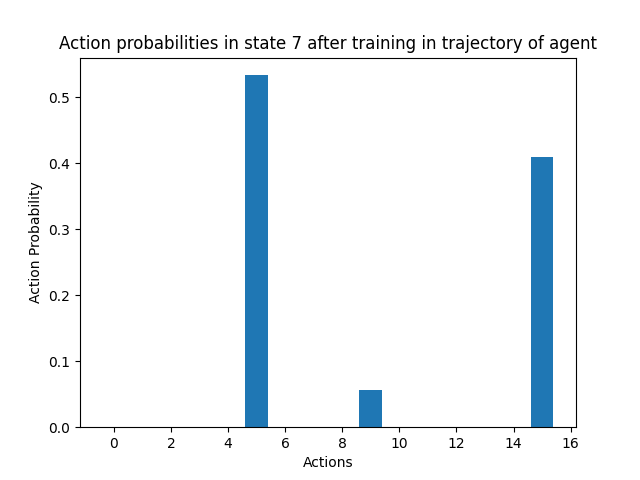 Action probabilities in state 7 after training in trajectory of agent
0.5
0.4
0.3
0.2
0.1
0.0
Action Probability
0 2 4 6 8 10 12 14 16
Actions